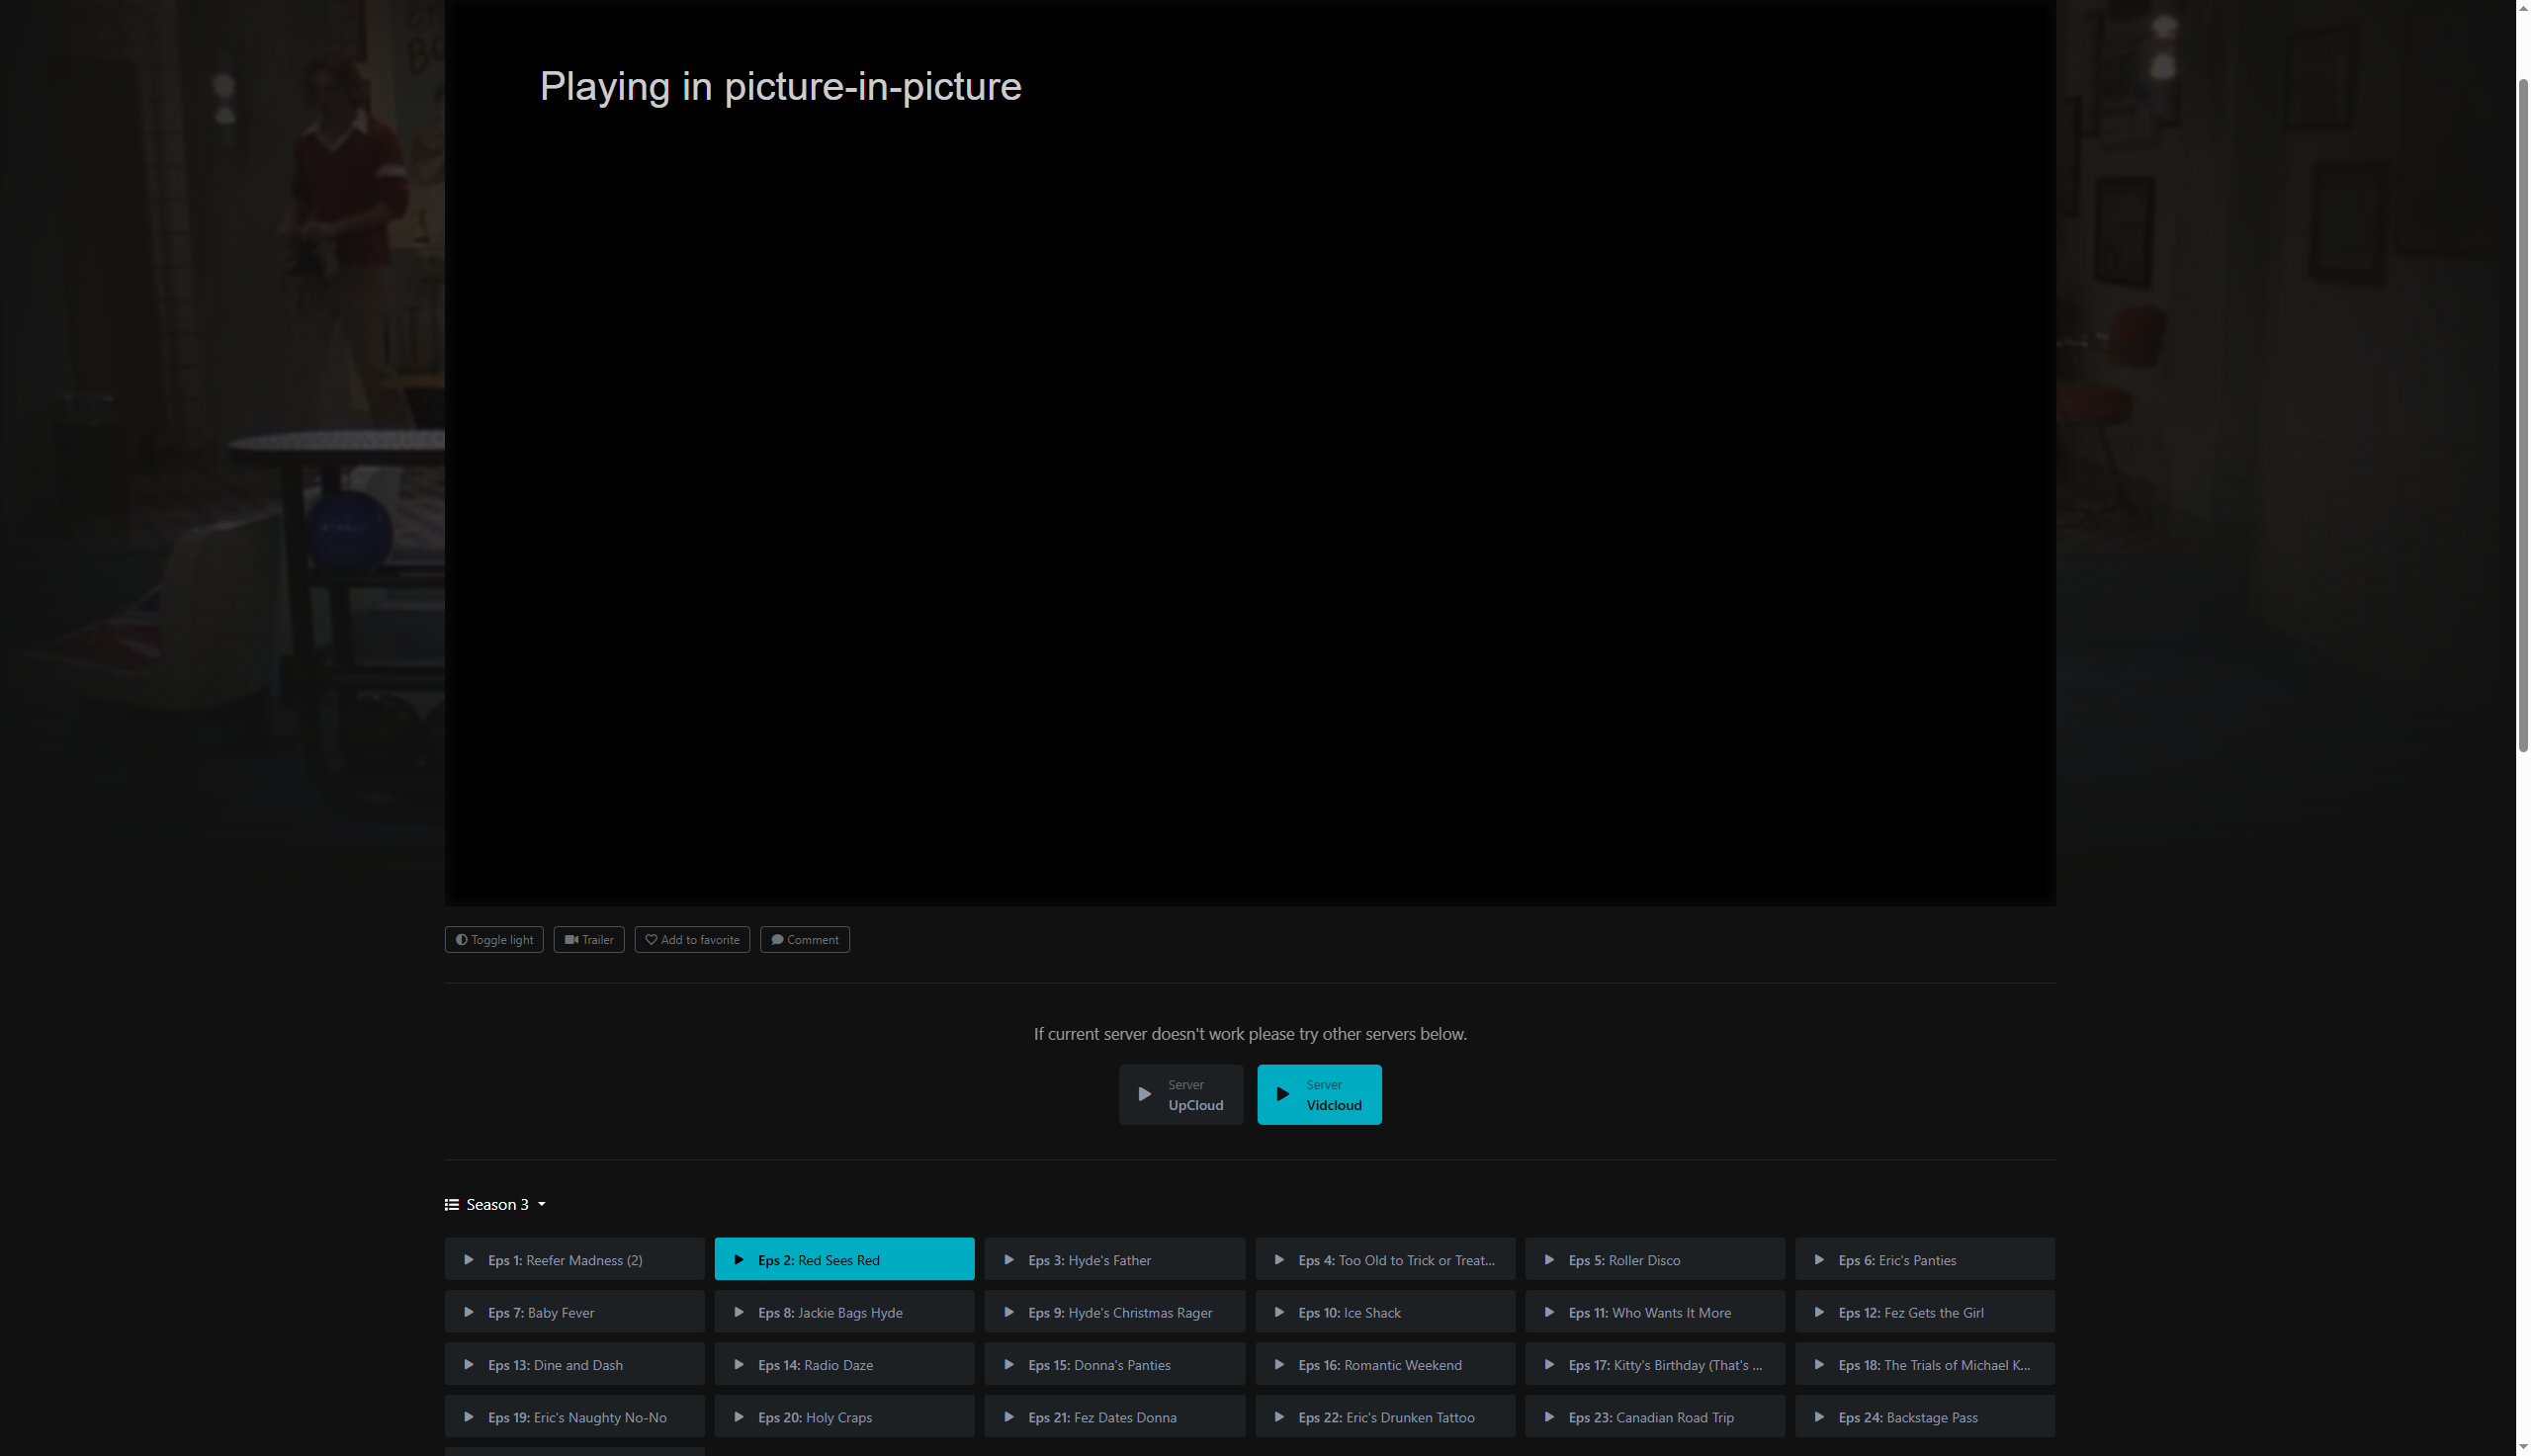 Playing in picture-in-picture
Toggle light
Trailer
Add to favorite
Comment
If current server doesn't work please try other servers below.
Server
UpCloud
Server
Vidcloud
Season 3
Eps 1: Reefer Madness (2)
Eps 2: Red Sees Red
Eps 3: Hyde's Father
Eps 4: Too Old to Trick or Treat...
Eps 5: Roller Disco
Eps 6: Eric's Panties
Eps 7: Baby Fever
Eps 8: Jackie Bags Hyde
Eps 9: Hyde's Christmas Rager
Eps 10: Ice Shack
Eps 11: Who Wants It More
Eps 12: Fez Gets the Girl
Eps 13: Dine and Dash
Eps 14: Radio Daze
Eps 15: Donna's Panties
Eps 16: Romantic Weekend
Eps 17: Kitty's Birthday (That's ...
Eps 18: The Trials of Michael K...
Eps 19: Eric's Naughty No-No
Eps 20: Holy Craps
Eps 21: Fez Dates Donna
Eps 22: Eric's Drunken Tattoo
Eps 23: Canadian Road Trip
Eps 24: Backstage Pass